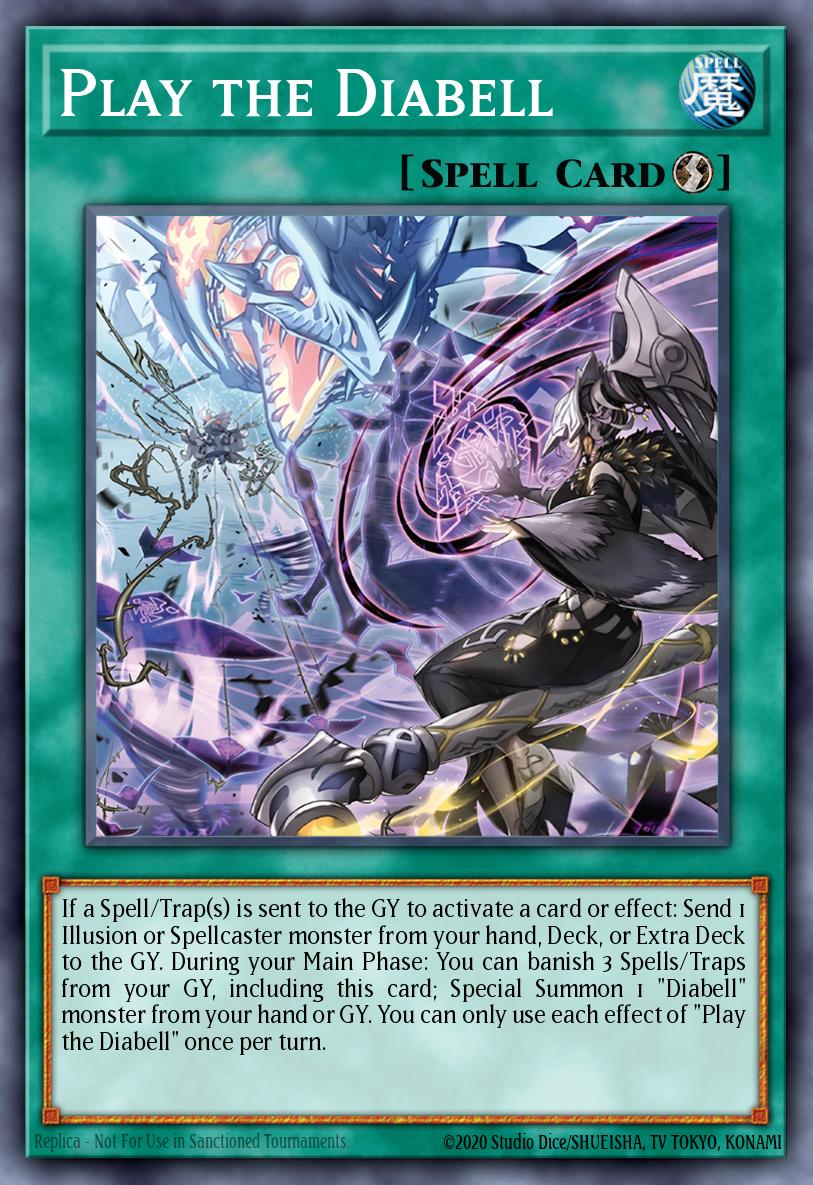 PLAY THE DIABELL
SPELL
魔
[SPELL CARD]
If a Spell/Trap(s) is sent to the GY to activate a card or effect: Send 1
Illusion or Spellcaster monster from your hand, Deck, or Extra Deck
to the GY. During your Main Phase: You can banish 3 Spells/Traps
from your GY, including this card; Special Summon 1 "Diabell"
monster from your hand or GY. You can only use each effect of "Play
the Diabell" once per turn.
Replica - Not For Use in Sanctioned Tournaments.
©2020 Studio Dice/SHUEISHA, TV TOKYO, KONAMI